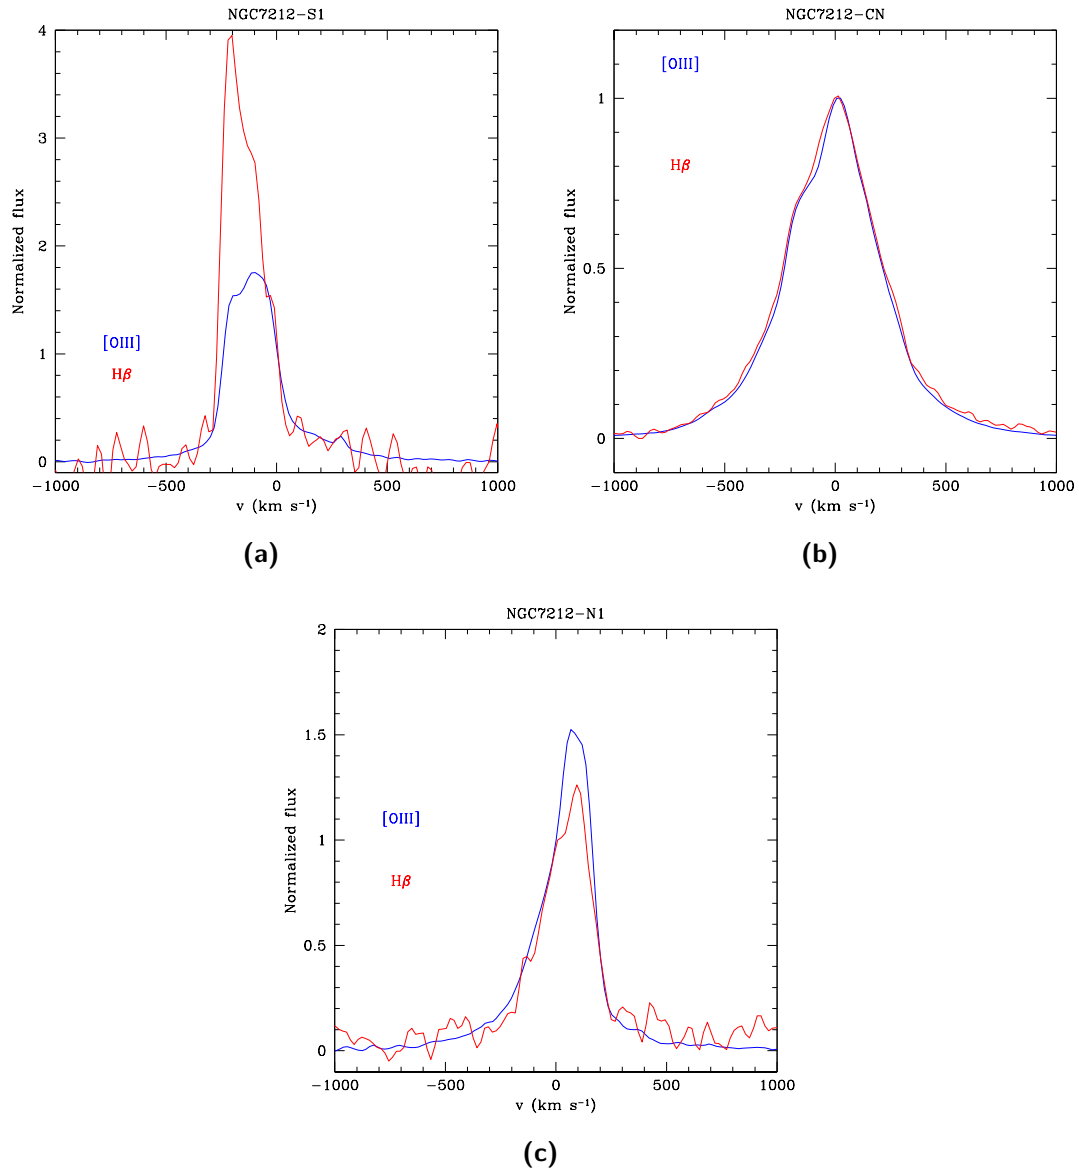 NGC7212-S1
4
3
2
1
0
Normalized flux
[OIII]
Hβ
-1000
-500
0
500
1000
v (km s⁻¹)
(a)
NGC7212-CN
1
0.5
0
Normalized flux
[OIII]
Hβ
-1000
-500
0
500
1000
v (km s⁻¹)
(b)
NGC7212-N1
2
1.5
1
0.5
0
Normalized flux
[OIII]
Hβ
-1000
-500
0
500
1000
v (km s⁻¹)
(c)